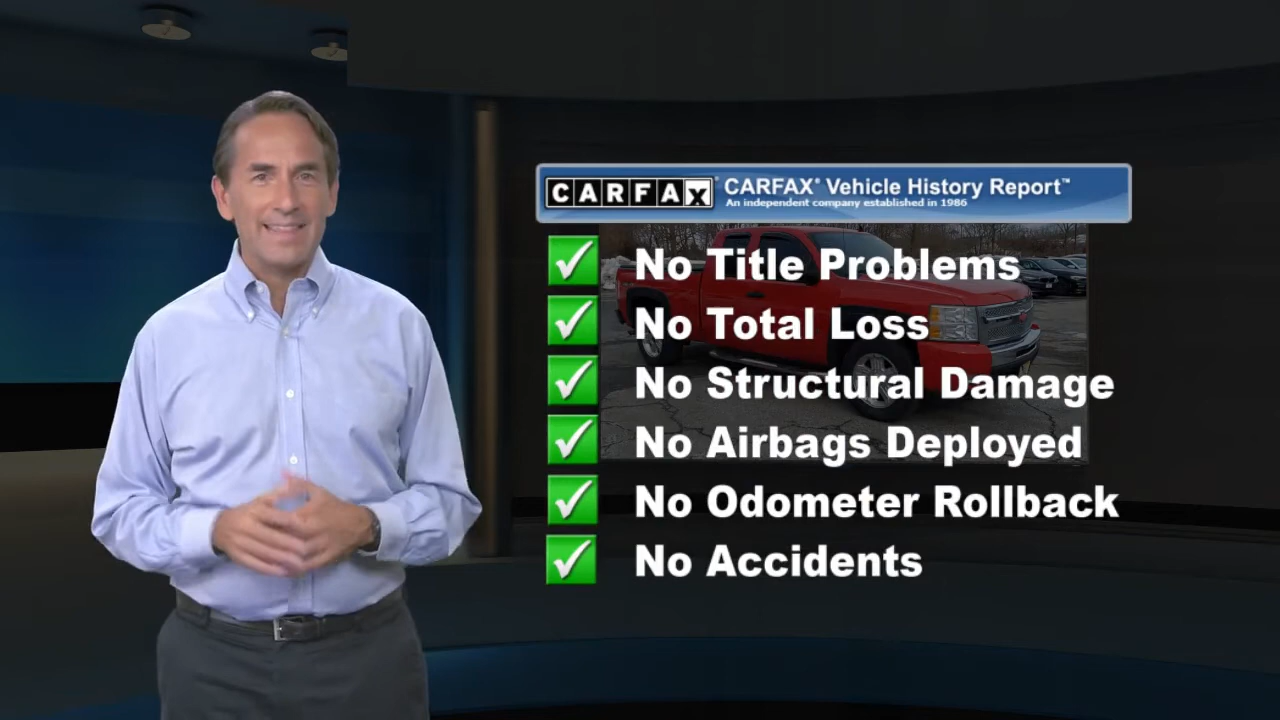 CARFAX® CARFAX® Vehicle History Report™
An independent company established in 1986
No Title Problems
No Total Loss
No Structural Damage
No Airbags Deployed
No Odometer Rollback
No Accidents